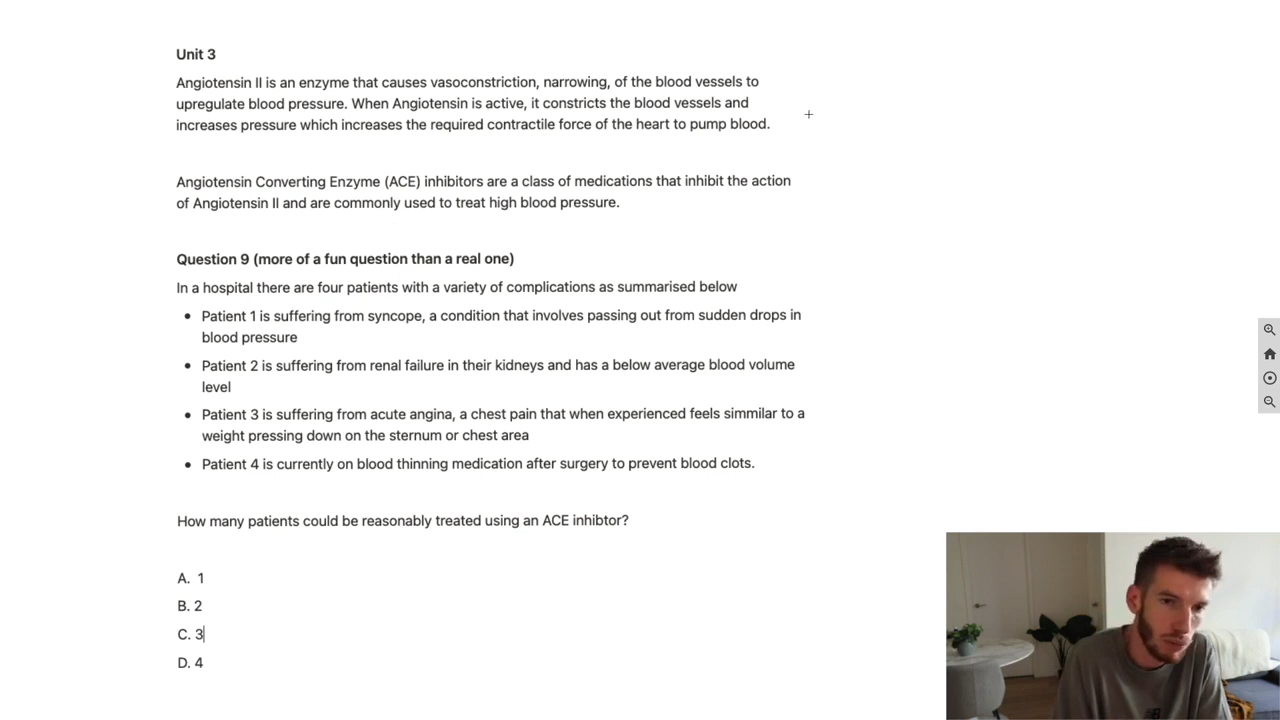 Unit 3
Angiotensin II is an enzyme that causes vasoconstriction, narrowing, of the blood vessels to
upregulate blood pressure. When Angiotensin is active, it constricts the blood vessels and
increases pressure which increases the required contractile force of the heart to pump blood.
Angiotensin Converting Enzyme (ACE) inhibitors are a class of medications that inhibit the action
of Angiotensin II and are commonly used to treat high blood pressure.
Question 9 (more of a fun question than a real one)
In a hospital there are four patients with a variety of complications as summarised below
• Patient 1 is suffering from syncope, a condition that involves passing out from sudden drops in
blood pressure
• Patient 2 is suffering from renal failure in their kidneys and has a below average blood volume
level
• Patient 3 is suffering from acute angina, a chest pain that when experienced feels simmilar to a
weight pressing down on the sternum or chest area
• Patient 4 is currently on blood thinning medication after surgery to prevent blood clots.
How many patients could be reasonably treated using an ACE inhibtor?
A. 1
B. 2
C. 3
D. 4